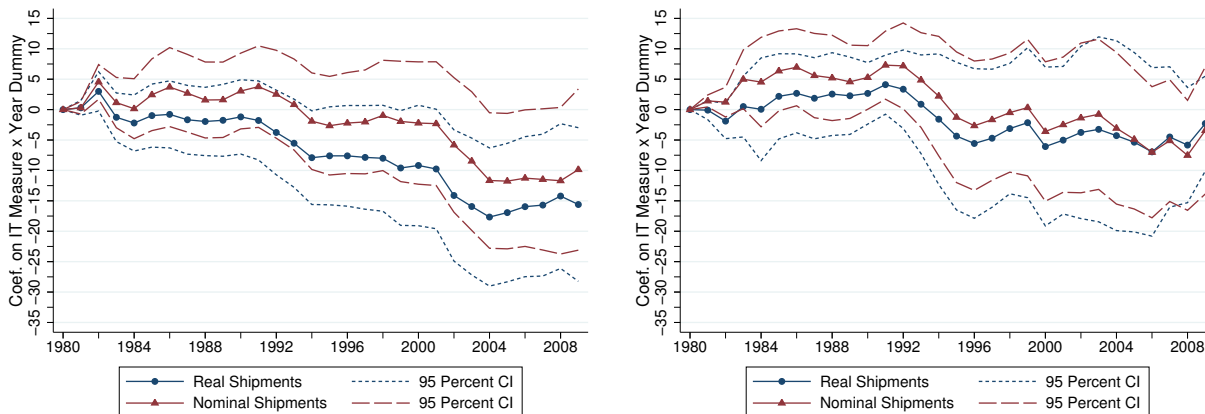 Coef. on IT Measure x Year Dummy
15
10
5
0
−5
−10
−15
−20
−25
−30
−35
1980 1984 1988 1992 1996 2000 2004 2008
Real Shipments 95 Percent CI
Nominal Shipments 95 Percent CI
Coef. on IT Measure x Year Dummy
15
10
5
0
−5
−10
−15
−20
−25
−30
−35
1980 1984 1988 1992 1996 2000 2004 2008
Real Shipments 95 Percent CI
Nominal Shipments 95 Percent CI